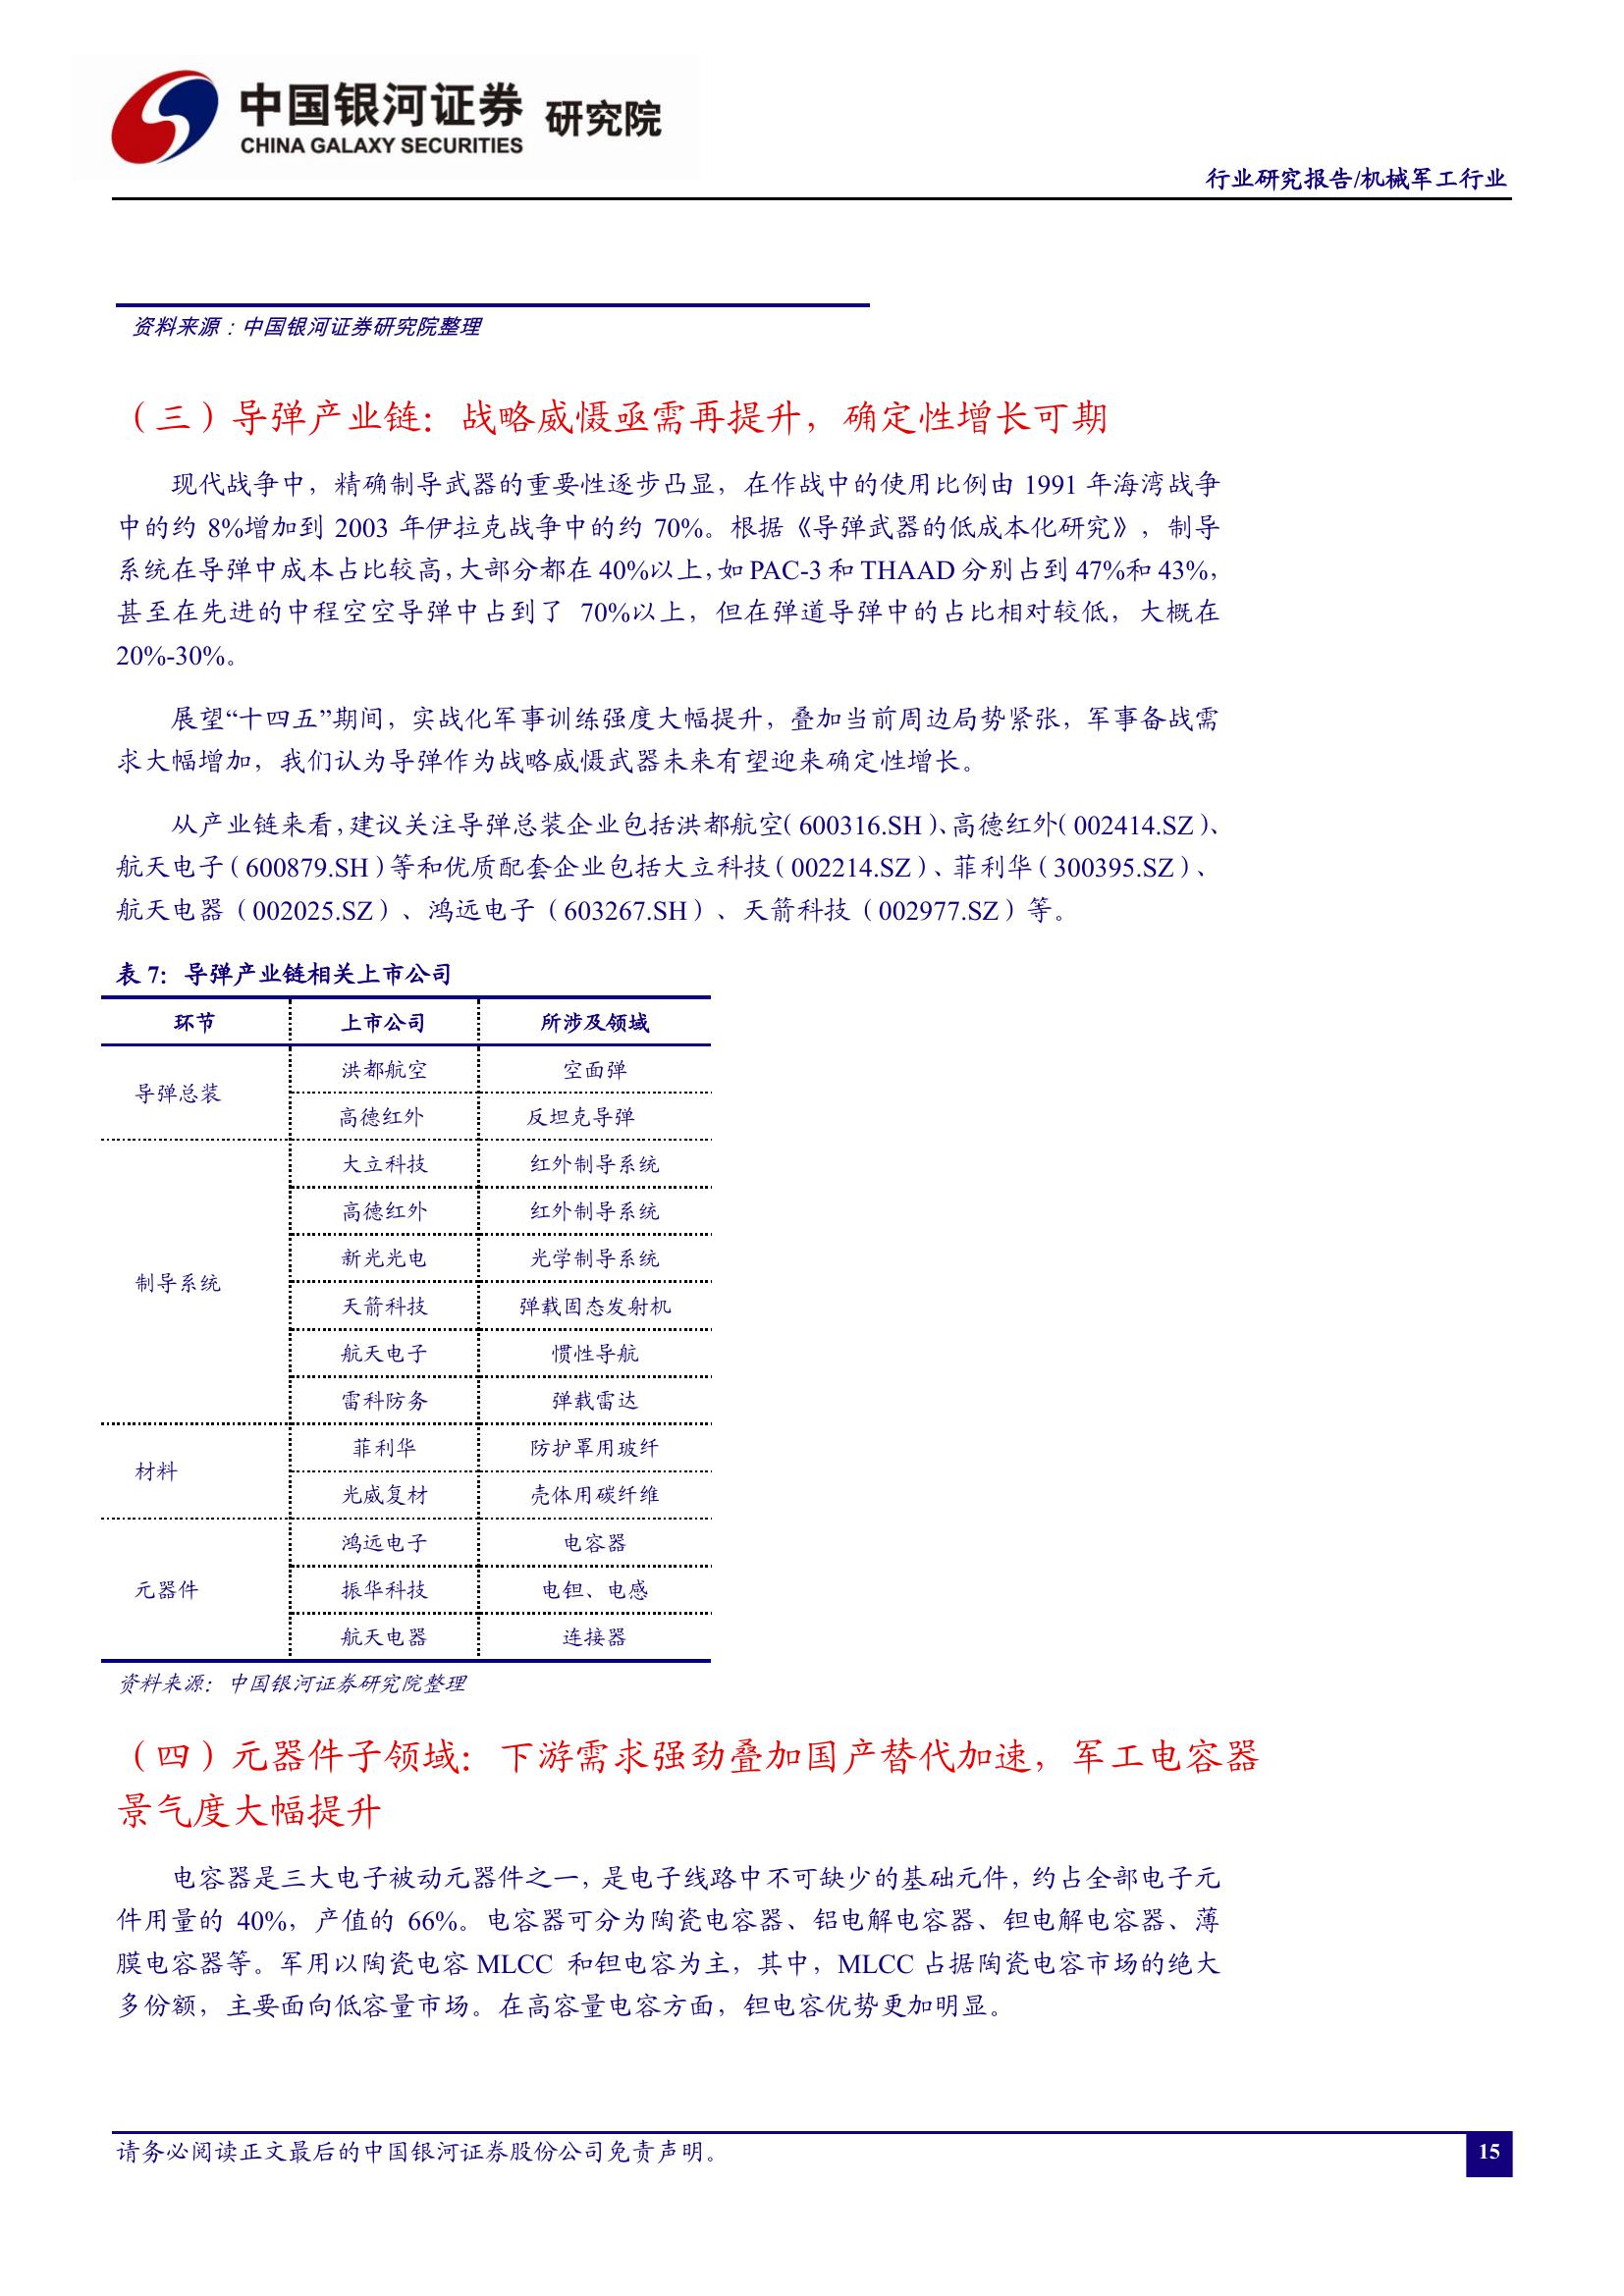 中国银河证券 研究院
CHINA GALAXY SECURITIES
行业研究报告/机械军工行业
资料来源：中国银河证券研究院整理
（三）导弹产业链：战略威慑亟需再提升，确定性增长可期
现代战争中，精确制导武器的重要性逐步凸显，在作战中的使用比例由 1991 年海湾战争
中的约 8%增加到 2003 年伊拉克战争中的约 70%。根据《导弹武器的低成本化研究》，制导
系统在导弹中成本占比较高，大部分都在 40%以上，如 PAC-3 和 THAAD 分别占到 47%和 43%，
甚至在先进的中程空空导弹中占到了 70%以上，但在弹道导弹中的占比相对较低，大概在
20%-30%。
展望“十四五”期间，实战化军事训练强度大幅提升，叠加当前周边局势紧张，军事备战需
求大幅增加，我们认为导弹作为战略威慑武器未来有望迎来确定性增长。
从产业链来看，建议关注导弹总装企业包括洪都航空（600316.SH）、高德红外（002414.SZ）、
航天电子（600879.SH）等和优质配套企业包括大立科技（002214.SZ）、菲利华（300395.SZ）、
航天电器（002025.SZ）、鸿远电子（603267.SH）、天箭科技（002977.SZ）等。
表 7：导弹产业链相关上市公司
环节 上市公司 所涉及领域
导弹总装 洪都航空 空面弹
高德红外 反坦克导弹
制导系统 大立科技 红外制导系统
高德红外 红外制导系统
新光光电 光学制导系统
天箭科技 弹载固态发射机
航天电子 惯性导航
雷科防务 弹载雷达
材料 菲利华 防护罩用玻纤
光威复材 壳体用碳纤维
元器件 鸿远电子 电容器
振华科技 电钽、电感
航天电器 连接器
资料来源：中国银河证券研究院整理
（四）元器件子领域：下游需求强劲叠加国产替代加速，军工电容器
景气度大幅提升
电容器是三大电子被动元器件之一，是电子线路中不可缺少的基础元件，约占全部电子元
件用量的 40%，产值的 66%。电容器可分为陶瓷电容器、铝电解电容器、钽电解电容器、薄
膜电容器等。军用以陶瓷电容 MLCC 和钽电容为主，其中，MLCC 占据陶瓷电容市场的绝大
多份额，主要面向低容量市场。在高容量电容方面，钽电容优势更加明显。
请务必阅读正文最后的中国银河证券股份公司免责声明。
15